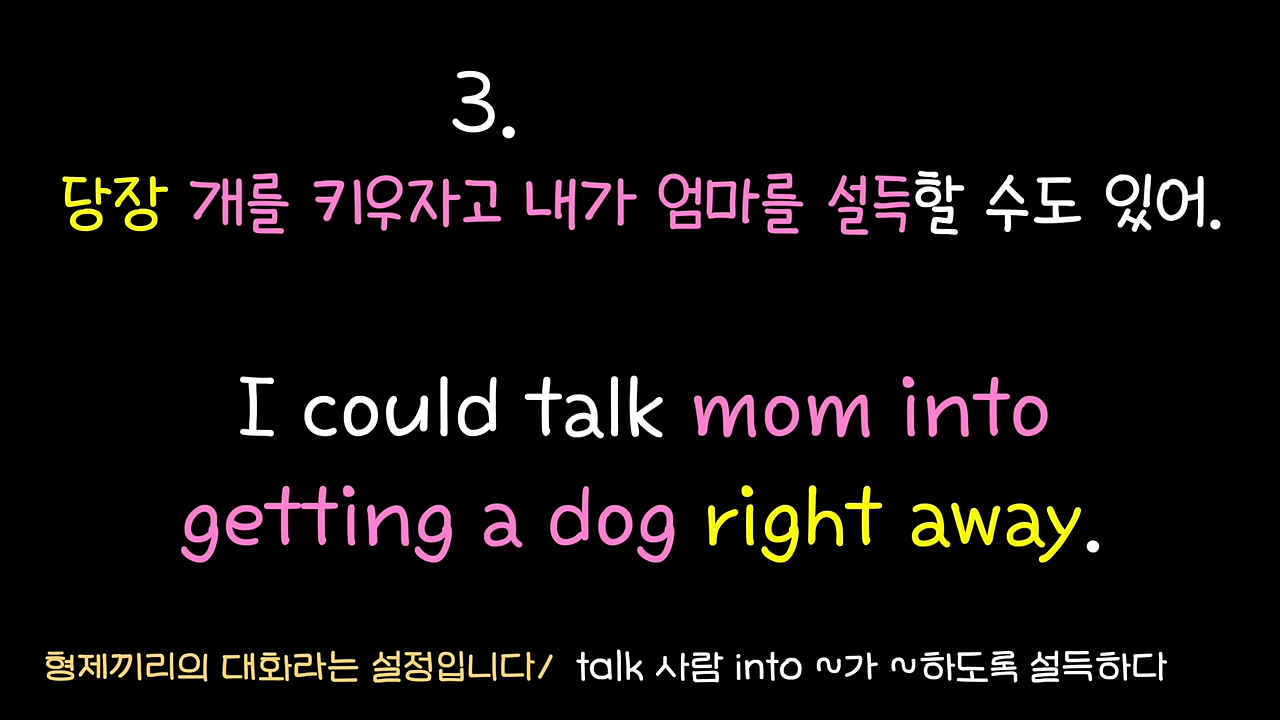 3.
당장 개를 키우자고 내가 엄마를 설득할 수도 있어.
I could talk mom into
getting a dog right away.
형제끼리의 대화라는 설정입니다/ talk 사람 into ~가 ~하도록 설득하다